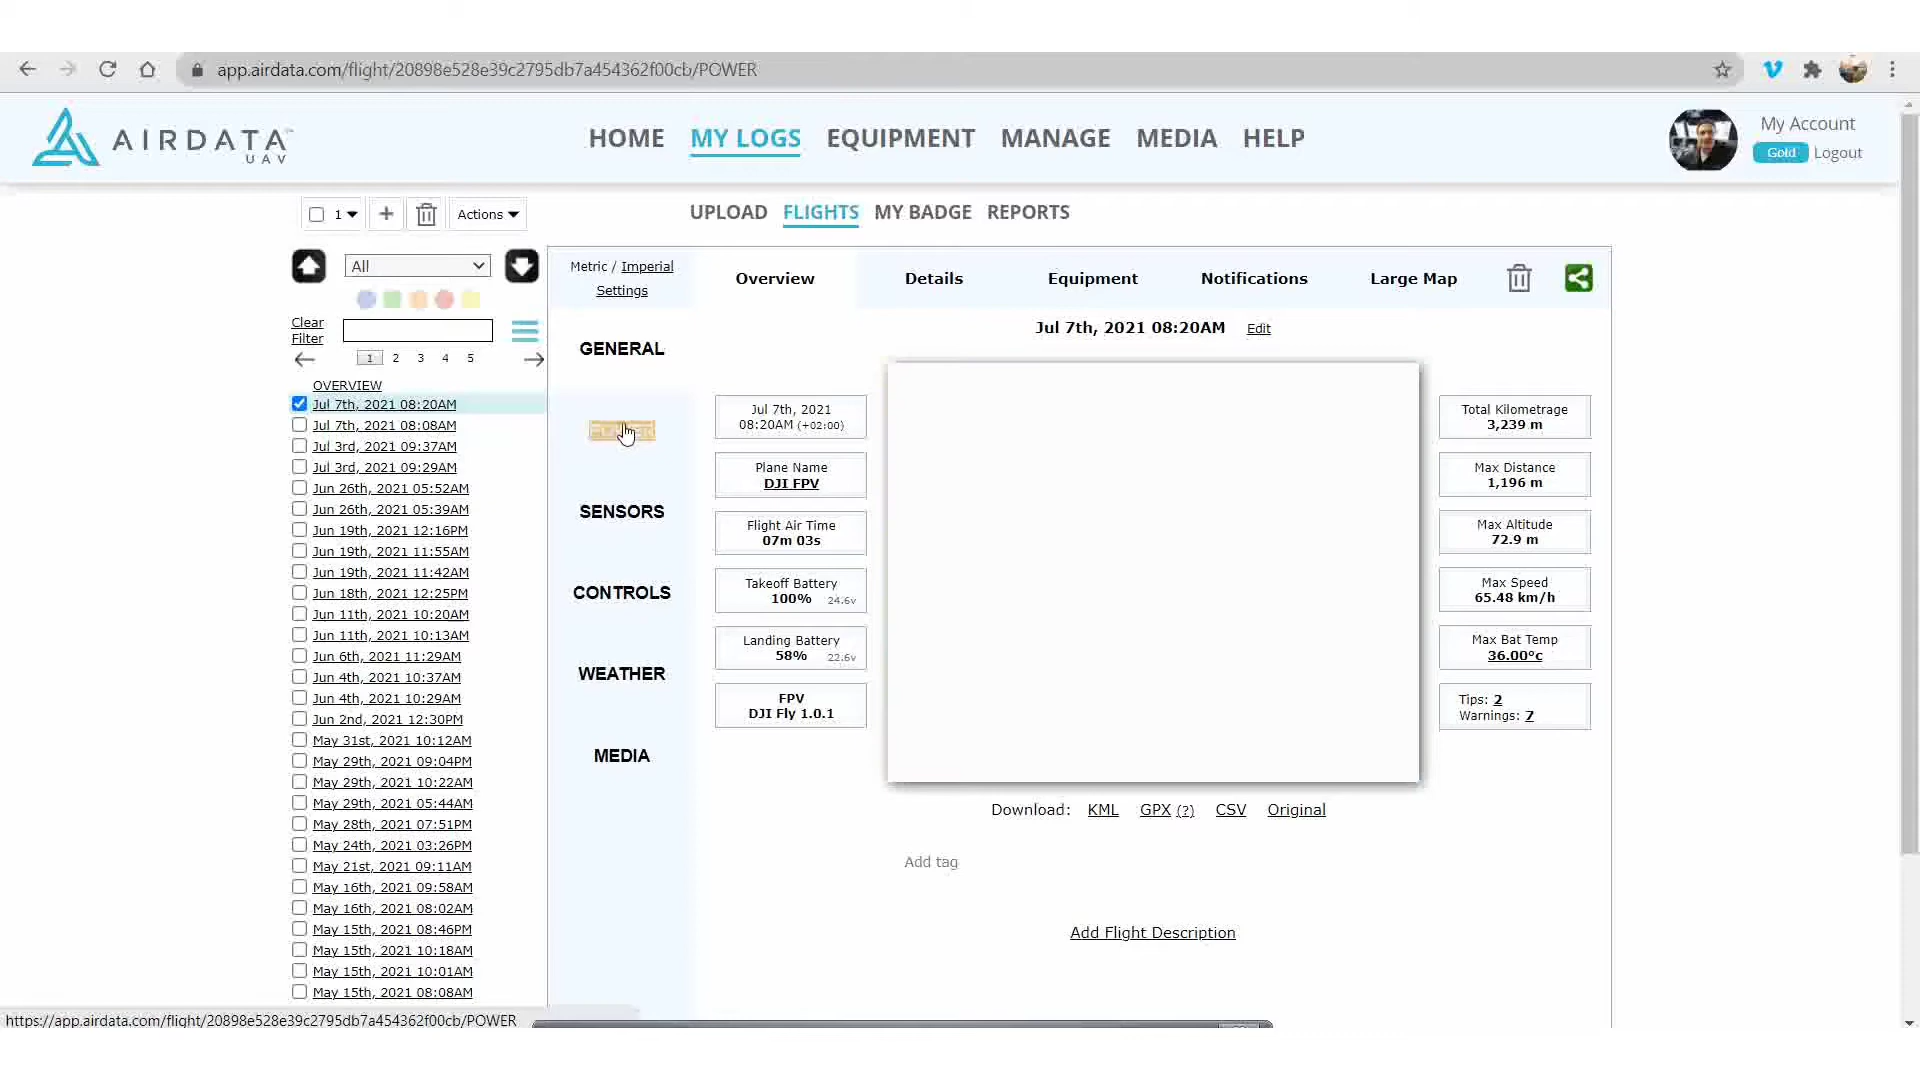 app.airdata.com/flight/20898e528e39c2795db7a454362f00cb/POWER
AIRDATA
UAV
HOME MY LOGS EQUIPMENT MANAGE MEDIA HELP
My Account
Gold Logout
1 + Actions
UPLOAD FLIGHTS MY BADGE REPORTS
All
Clear
Filter
1 2 3 4 5
OVERVIEW
Jul 7th, 2021 08:20AM
Jul 7th, 2021 08:08AM
Jul 3rd, 2021 09:37AM
Jul 3rd, 2021 09:29AM
Jun 26th, 2021 05:52AM
Jun 26th, 2021 05:39AM
Jun 19th, 2021 12:16PM
Jun 19th, 2021 11:55AM
Jun 19th, 2021 11:42AM
Jun 18th, 2021 12:25PM
Jun 11th, 2021 10:20AM
Jun 11th, 2021 10:13AM
Jun 6th, 2021 11:29AM
Jun 4th, 2021 10:37AM
Jun 4th, 2021 10:29AM
Jun 2nd, 2021 12:30PM
May 31st, 2021 10:12AM
May 29th, 2021 09:04PM
May 29th, 2021 10:22AM
May 29th, 2021 05:44AM
May 28th, 2021 07:51PM
May 24th, 2021 03:26PM
May 21st, 2021 09:11AM
May 16th, 2021 09:58AM
May 16th, 2021 08:02AM
May 15th, 2021 08:46PM
May 15th, 2021 10:18AM
May 15th, 2021 10:01AM
May 15th, 2021 08:08AM
Metric / Imperial
Settings
Overview Details Equipment Notifications Large Map
GENERAL
SENSORS
CONTROLS
WEATHER
MEDIA
Jul 7th, 2021 08:20AM Edit
Jul 7th, 2021
08:20AM (+02:00)
Plane Name
DJI FPV
Flight Air Time
07m 03s
Takeoff Battery
100% 24.6v
Landing Battery
58% 22.6v
FPV
DJI Fly 1.0.1
Total Kilometrage
3,239 m
Max Distance
1,196 m
Max Altitude
72.9 m
Max Speed
65.48 km/h
Max Bat Temp
36.00°c
Tips: 2
Warnings: 7
Download: KML GPX (?) CSV Original
Add tag
Add Flight Description
https://app.airdata.com/flight/20898e528e39c2795db7a454362f00cb/POWER